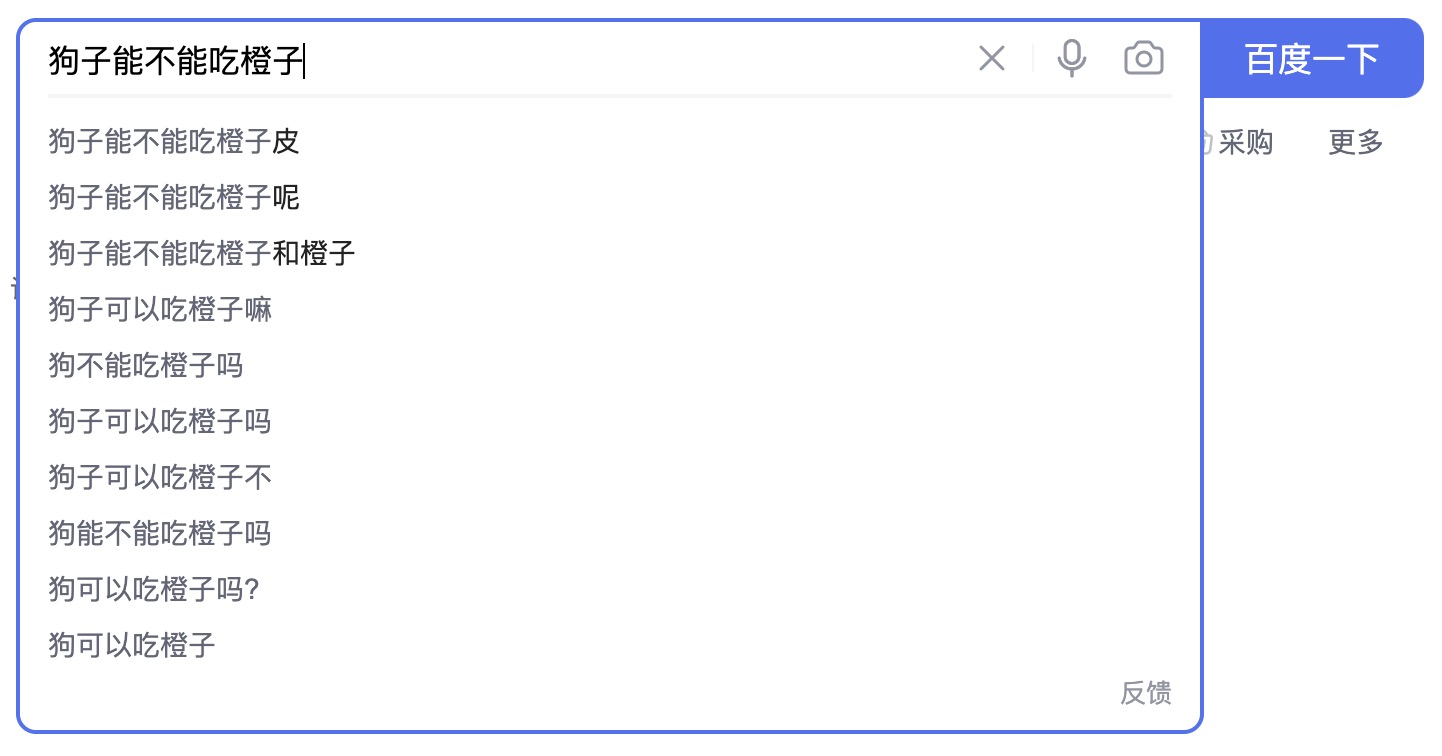 狗子能不能吃橙子
百度一下
采购
更多
狗子能不能吃橙子皮
狗子能不能吃橙子呢
狗子能不能吃橙子和橙子
狗子可以吃橙子嘛
狗不能吃橙子吗
狗子可以吃橙子吗
狗子可以吃橙子不
狗能不能吃橙子吗
狗可以吃橙子吗?
狗可以吃橙子
反馈